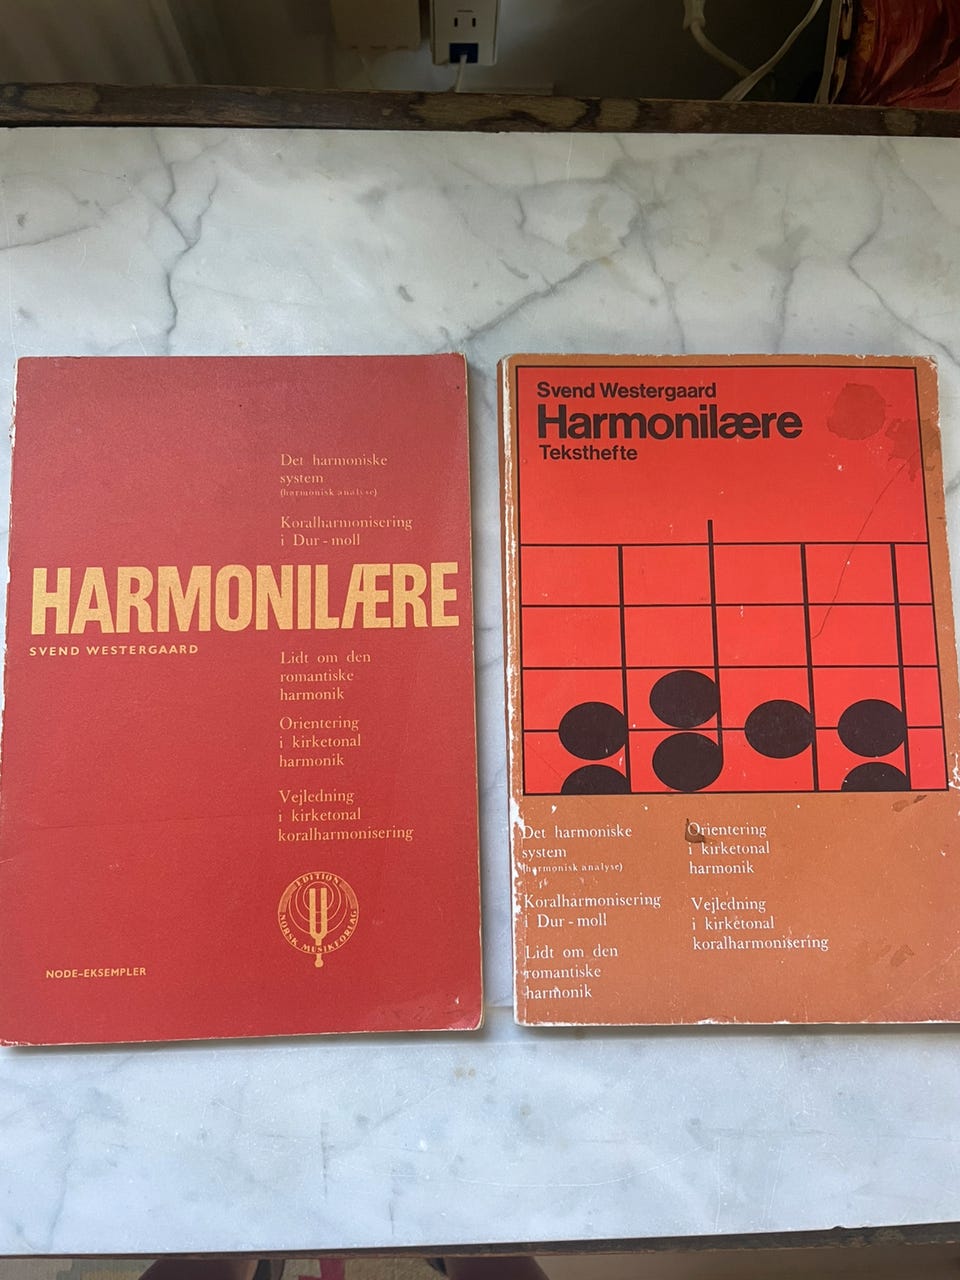 Det harmoniske
system
(harmonisk analyse)
Koralharmonisering
i Dur - moll
HARMONILÆRE
SVEND WESTERGAARD
Lidt om den
romantiske
harmonik
Orientering
i kirketonal
harmonik
Vejledning
i kirketonal
koralharmonisering
EDITION
NORSK MUSIKFORLAG
NODE-EKSEMPLER
Svend Westergaard
Harmonilære
Teksthefte
Det harmoniske
system
(harmonisk analyse)
Koralharmonisering
i Dur - moll
Lidt om den
romantiske
harmonik
Orientering
i kirketonal
harmonik
Vejledning
i kirketonal
koralharmonisering